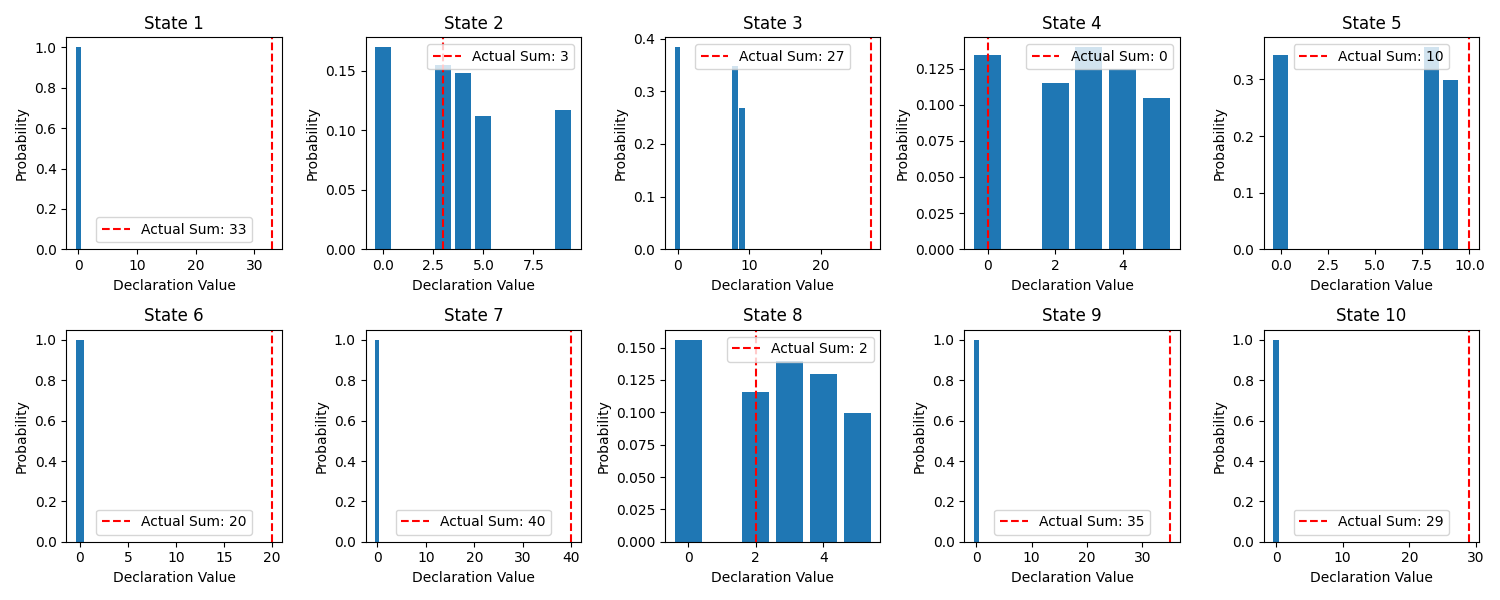 State 1
1.0
0.8
0.6
0.4
0.2
0.0
Probability
Actual Sum: 33
0 10 20 30
Declaration Value
State 2
0.15
0.10
0.05
0.00
Probability
Actual Sum: 3
0.0 2.5 5.0 7.5
Declaration Value
State 3
0.4
0.3
0.2
0.1
0.0
Probability
Actual Sum: 27
0 10 20
Declaration Value
State 4
0.125
0.100
0.075
0.050
0.025
0.000
Probability
Actual Sum: 0
0 2 4
Declaration Value
State 5
0.3
0.2
0.1
0.0
Probability
Actual Sum: 10
0.0 2.5 5.0 7.5 10.0
Declaration Value
State 6
1.0
0.8
0.6
0.4
0.2
0.0
Probability
Actual Sum: 20
0 5 10 15 20
Declaration Value
State 7
1.0
0.8
0.6
0.4
0.2
0.0
Probability
Actual Sum: 40
0 10 20 30 40
Declaration Value
State 8
0.150
0.125
0.100
0.075
0.050
0.025
0.000
Probability
Actual Sum: 2
0 2 4
Declaration Value
State 9
1.0
0.8
0.6
0.4
0.2
0.0
Probability
Actual Sum: 35
0 10 20 30
Declaration Value
State 10
1.0
0.8
0.6
0.4
0.2
0.0
Probability
Actual Sum: 29
0 10 20 30
Declaration Value